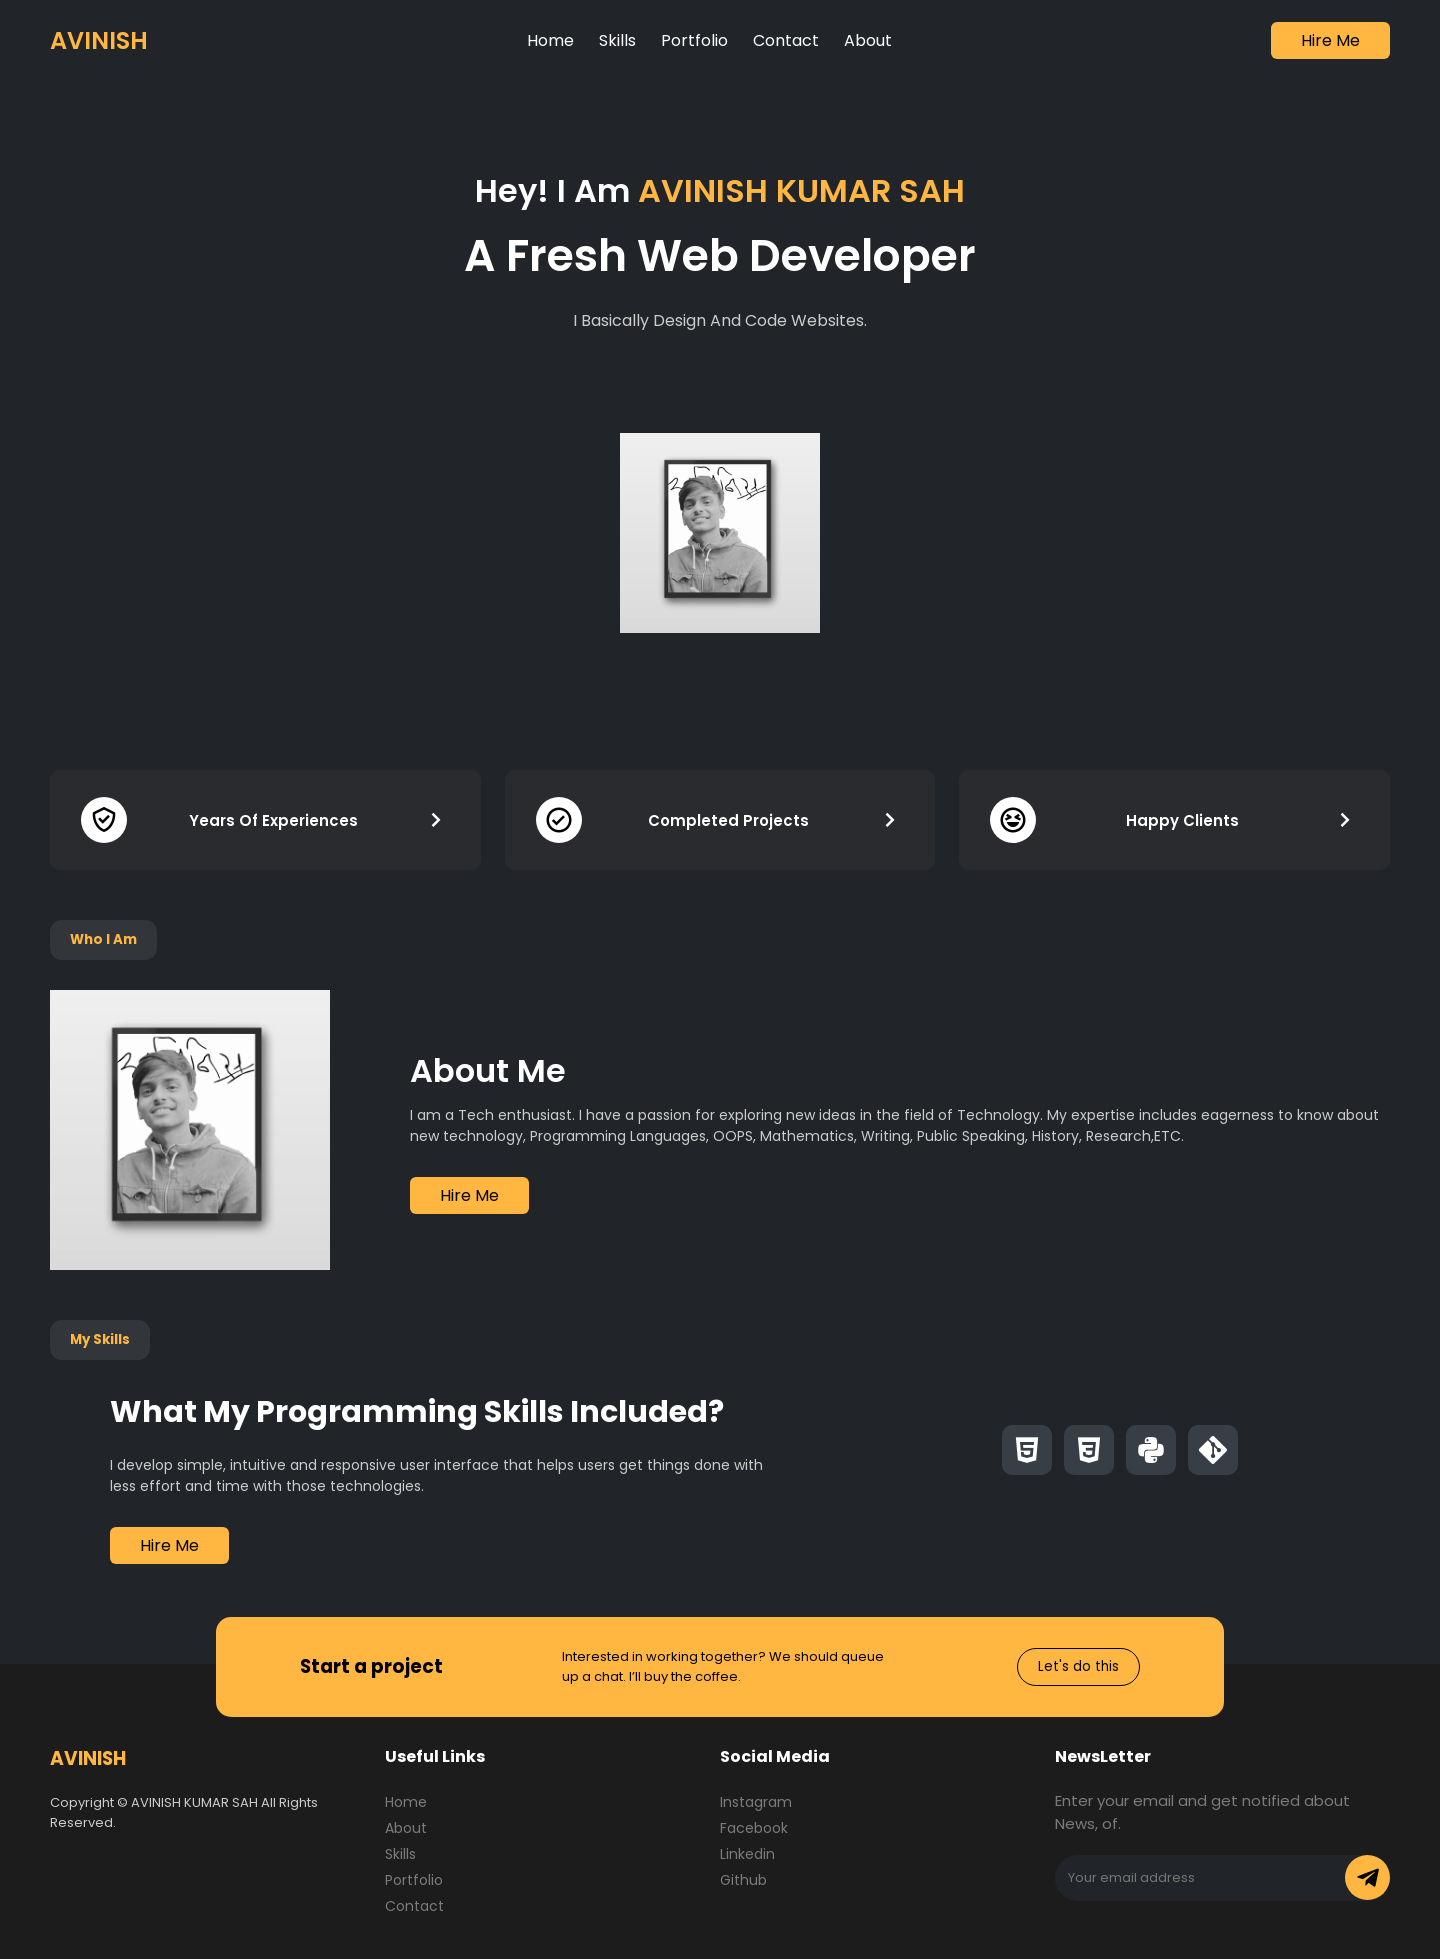 AVINISH
Home Skills Portfolio Contact About
Hire Me
Hey! I Am AVINISH KUMAR SAH
A Fresh Web Developer
I Basically Design And Code Websites.
Years Of Experiences
Completed Projects
Happy Clients
Who I Am
About Me
I am a Tech enthusiast. I have a passion for exploring new ideas in the field of Technology. My expertise includes eagerness to know about
new technology, Programming Languages, OOPS, Mathematics, Writing, Public Speaking, History, Research,ETC.
Hire Me
My Skills
What My Programming Skills Included?
I develop simple, intuitive and responsive user interface that helps users get things done with
less effort and time with those technologies.
Hire Me
Start a project
Interested in working together? We should queue
up a chat. I’ll buy the coffee.
Let's do this
AVINISH
Copyright © AVINISH KUMAR SAH All Rights
Reserved.
Useful Links
Home
About
Skills
Portfolio
Contact
Social Media
Instagram
Facebook
Linkedin
Github
NewsLetter
Enter your email and get notified about
News, of.
Your email address